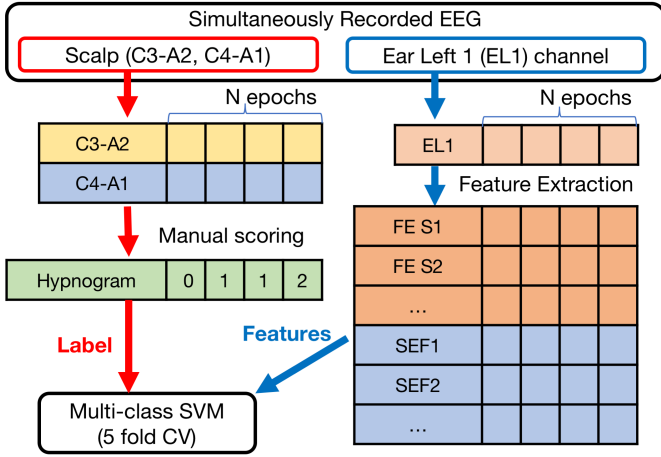 Simultaneously Recorded EEG
Scalp (C3-A2, C4-A1)
Ear Left 1 (EL1) channel
N epochs
C3-A2
C4-A1
Manual scoring
Hypnogram 0 1 1 2
Label
N epochs
EL1
Feature Extraction
FE S1
FE S2
...
SEF1
SEF2
...
Features
Multi-class SVM
(5 fold CV)